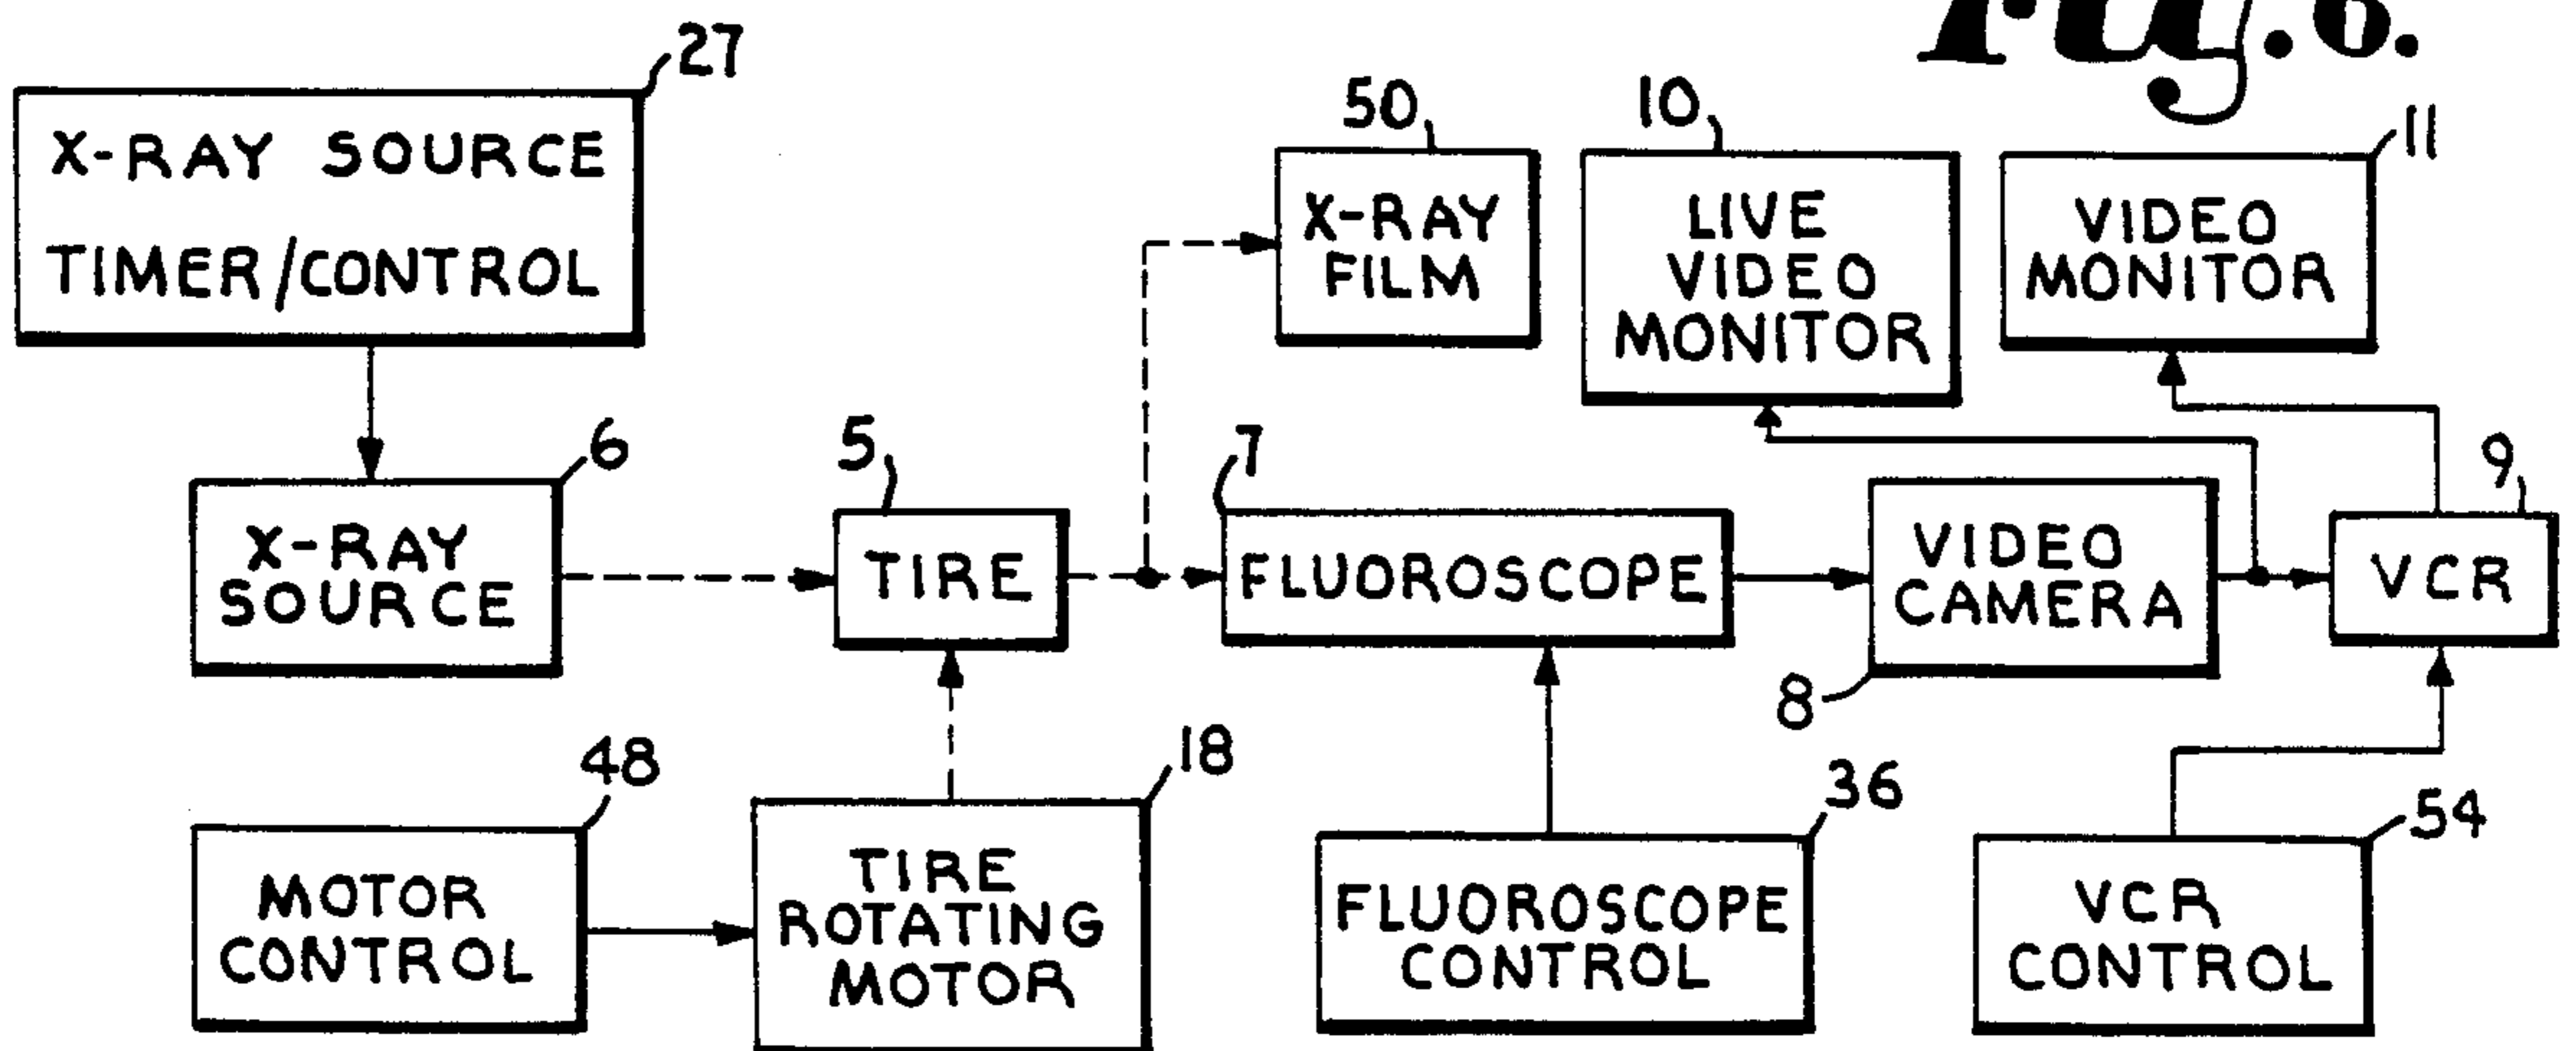 Fig. 6.
27
X-RAY SOURCE
TIMER/CONTROL
50
X-RAY
FILM
10
LIVE
VIDEO
MONITOR
11
VIDEO
MONITOR
6
X-RAY
SOURCE
5
TIRE
7
FLUOROSCOPE
VIDEO
CAMERA
8
9
VCR
48
MOTOR
CONTROL
18
TIRE
ROTATING
MOTOR
36
FLUOROSCOPE
CONTROL
54
VCR
CONTROL